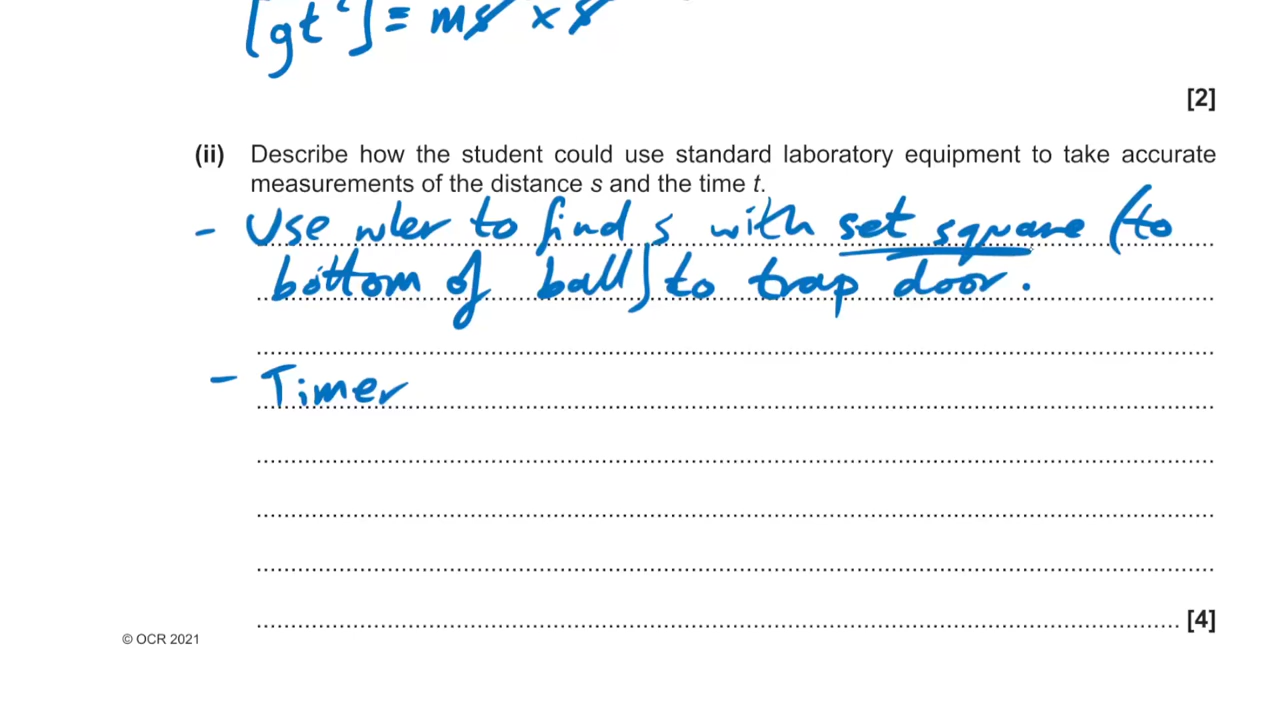 [gt²] ≡ ms × s
[2]
(ii) Describe how the student could use standard laboratory equipment to take accurate
measurements of the distance s and the time t.
- Use ruler to find s with set square (to
bottom of ball) to trap door.
- Timer
[4]
© OCR 2021